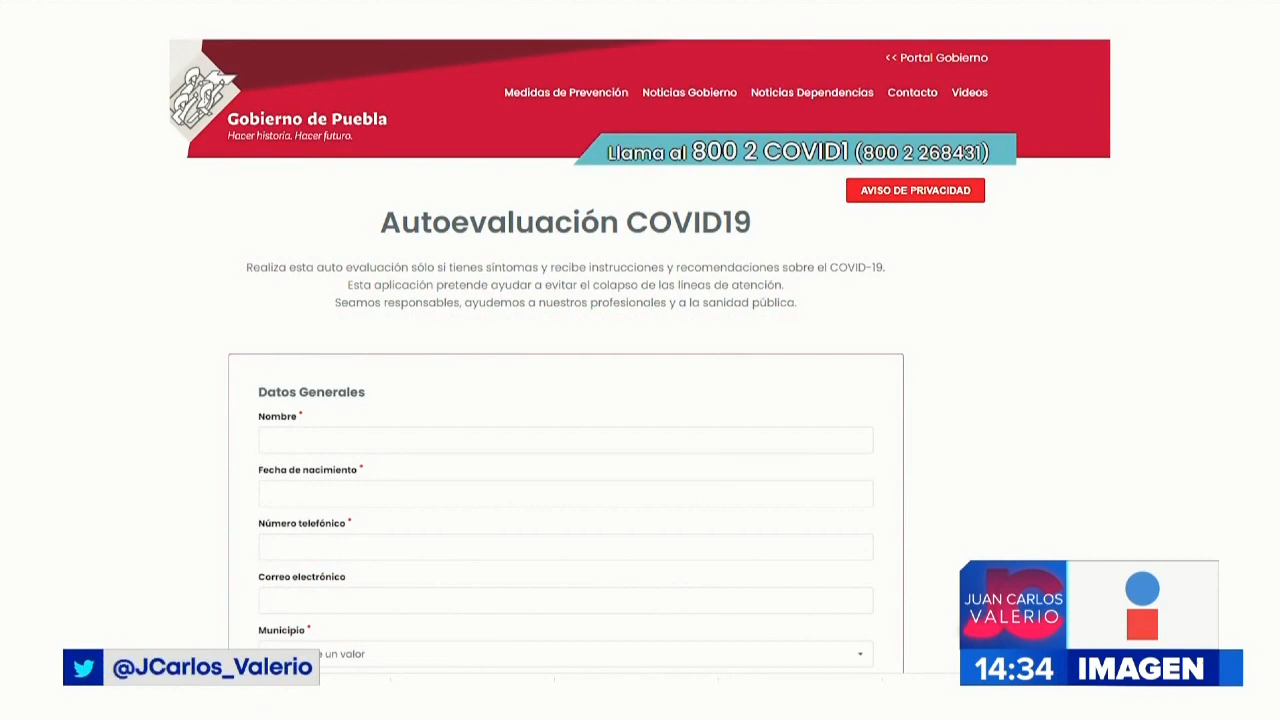 << Portal Gobierno
Medidas de Prevención Noticias Gobierno Noticias Dependencias Contacto Videos
Gobierno de Puebla
Hacer historia. Hacer futuro.
Llama al 800 2 COVID1 (800 2 268431)
AVISO DE PRIVACIDAD
Autoevaluación COVID19
Realiza esta auto evaluación sólo si tienes síntomas y recibe instrucciones y recomendaciones sobre el COVID-19.
Esta aplicación pretende ayudar a evitar el colapso de las líneas de atención.
Seamos responsables, ayudemos a nuestros profesionales y a la sanidad pública.
Datos Generales
Nombre *
Fecha de nacimiento *
Número telefónico *
Correo electrónico
Municipio *
un valor
@JCarlos_Valerio
JC
JUAN CARLOS
VALERIO
14:34 IMAGEN